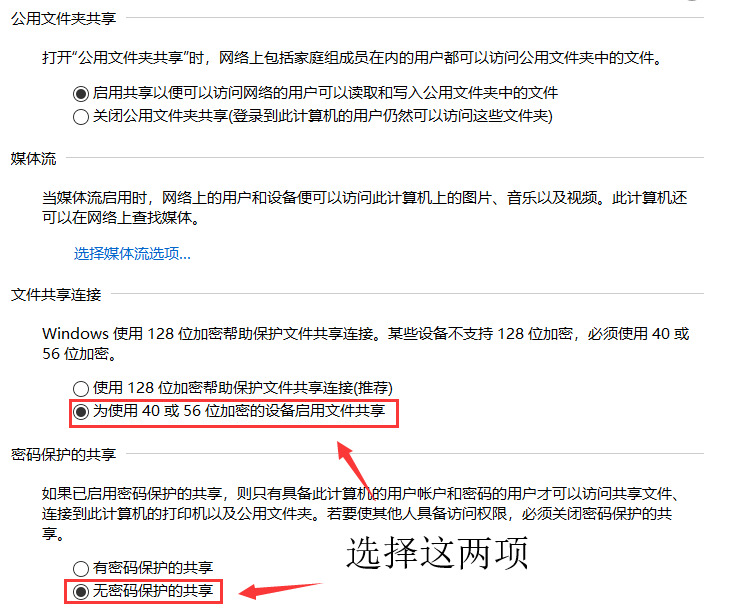 公用文件夹共享
打开“公用文件夹共享”时，网络上包括家庭组成员在内的用户都可以访问公用文件夹中的文件。
启用共享以便可以访问网络的用户可以读取和写入公用文件夹中的文件
关闭公用文件夹共享(登录到此计算机的用户仍然可以访问这些文件夹)
媒体流
当媒体流启用时，网络上的用户和设备便可以访问此计算机上的图片、音乐以及视频。此计算机还
可以在网络上查找媒体。
选择媒体流选项...
文件共享连接
Windows 使用 128 位加密帮助保护文件共享连接。某些设备不支持 128 位加密，必须使用 40 或
56 位加密。
使用 128 位加密帮助保护文件共享连接(推荐)
为使用 40 或 56 位加密的设备启用文件共享
密码保护的共享
如果已启用密码保护的共享，则只有具备此计算机的用户帐户和密码的用户才可以访问共享文件、
连接到此计算机的打印机以及公用文件夹。若要使其他人具备访问权限，必须关闭密码保护的共
享。
选择这两项
有密码保护的共享
无密码保护的共享